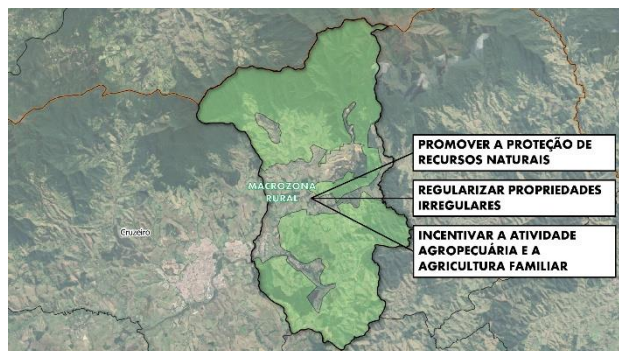 PROMOVER A PROTEÇÃO DE
RECURSOS NATURAIS
MACROZONA
RURAL
REGULARIZAR PROPRIEDADES
IRREGULARES
Cruzeiro
INCENTIVAR A ATIVIDADE
AGROPECUÁRIA E A
AGRICULTURA FAMILIAR